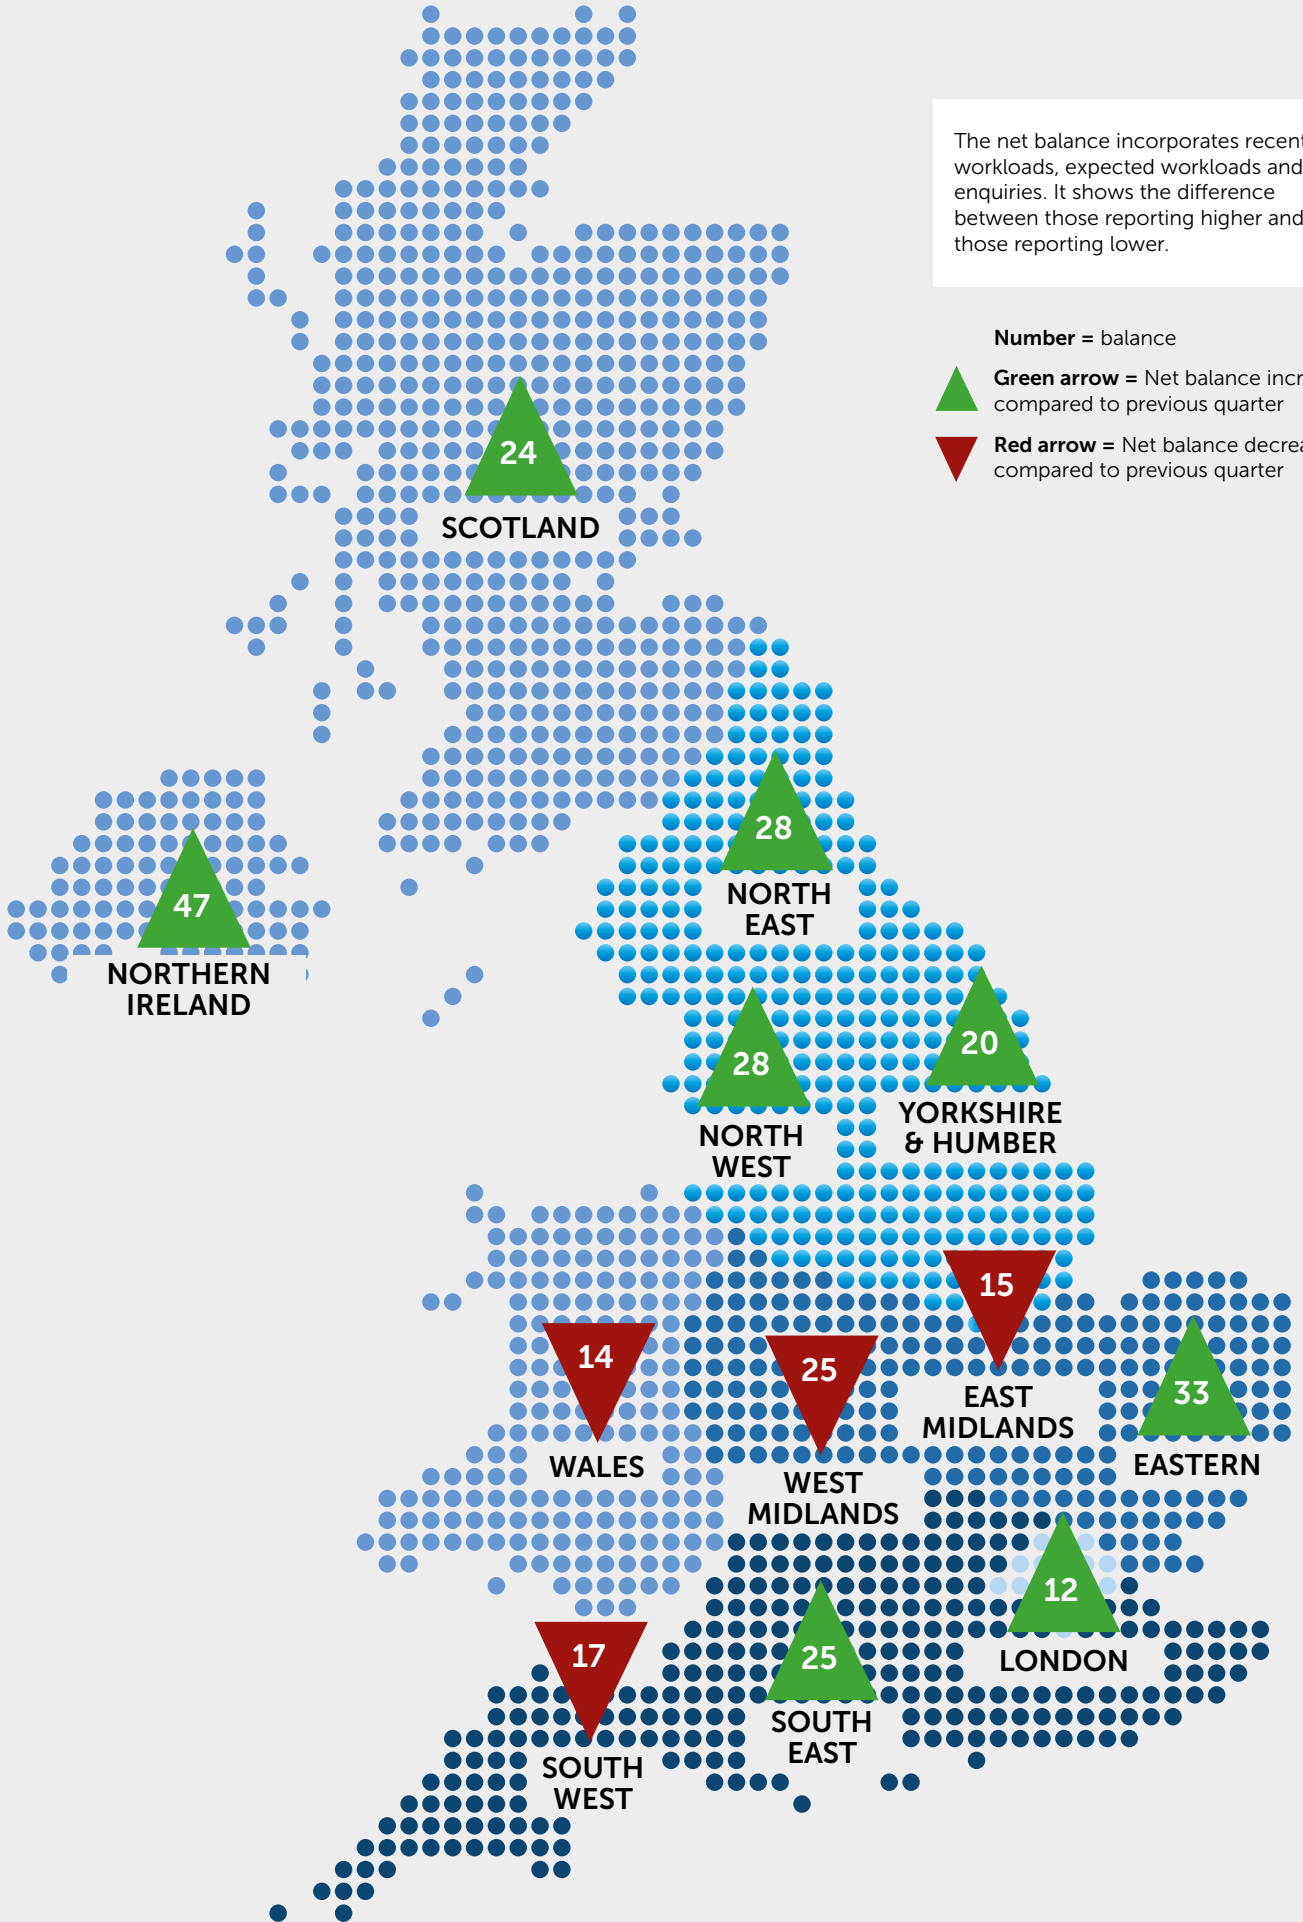 The net balance incorporates recent
workloads, expected workloads and
enquiries. It shows the difference
between those reporting higher and
those reporting lower.
Number = balance
Green arrow = Net balance incr
compared to previous quarter
Red arrow = Net balance decrea
compared to previous quarter
24
SCOTLAND
28
NORTH
EAST
47
NORTHERN
IRELAND
28
NORTH
WEST
20
YORKSHIRE
& HUMBER
15
EAST
MIDLANDS
14
WALES
25
WEST
MIDLANDS
33
EASTERN
12
LONDON
17
SOUTH
WEST
25
SOUTH
EAST